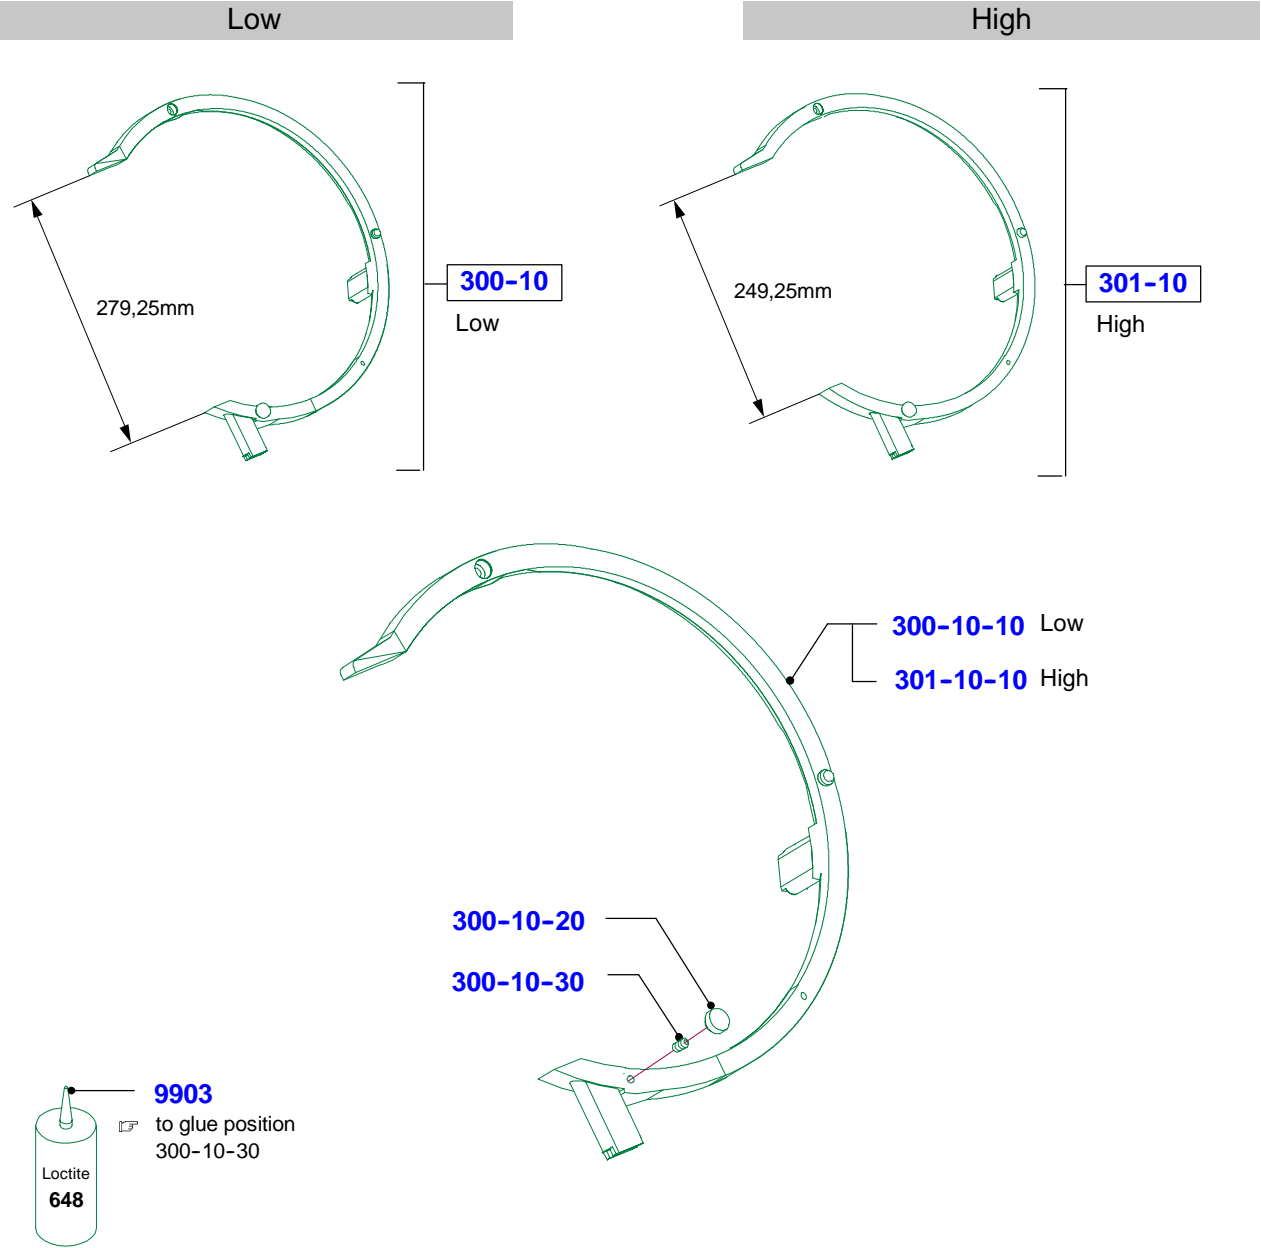 Low
High
279,25mm
300-10
Low
249,25mm
301-10
High
300-10-10 Low
301-10-10 High
300-10-20
300-10-30
9903
☞ to glue position
300-10-30
Loctite
648